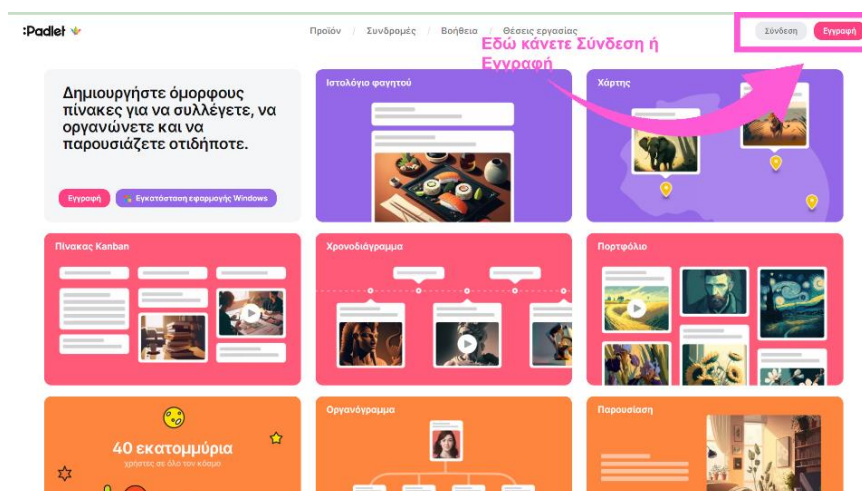 :Padlet
Προϊόν / Συνδρομές / Βοήθεια / Θέσεις εργασίας
Σύνδεση
Εγγραφή
Εδώ κάνετε Σύνδεση ή
Εγγραφή
Δημιουργήστε όμορφους
πίνακες για να συλλέγετε, να
οργανώνετε και να
παρουσιάζετε οτιδήποτε.
Εγγραφή
Εγκατάσταση εφαρμογής Windows
Ιστολόγιο φαγητού
Χάρτης
Πίνακας Kanban
Χρονοδιάγραμμα
Πορτφόλιο
40 εκατομμύρια
χρήστες σε όλο τον κόσμο
Οργανόγραμμα
Παρουσίαση